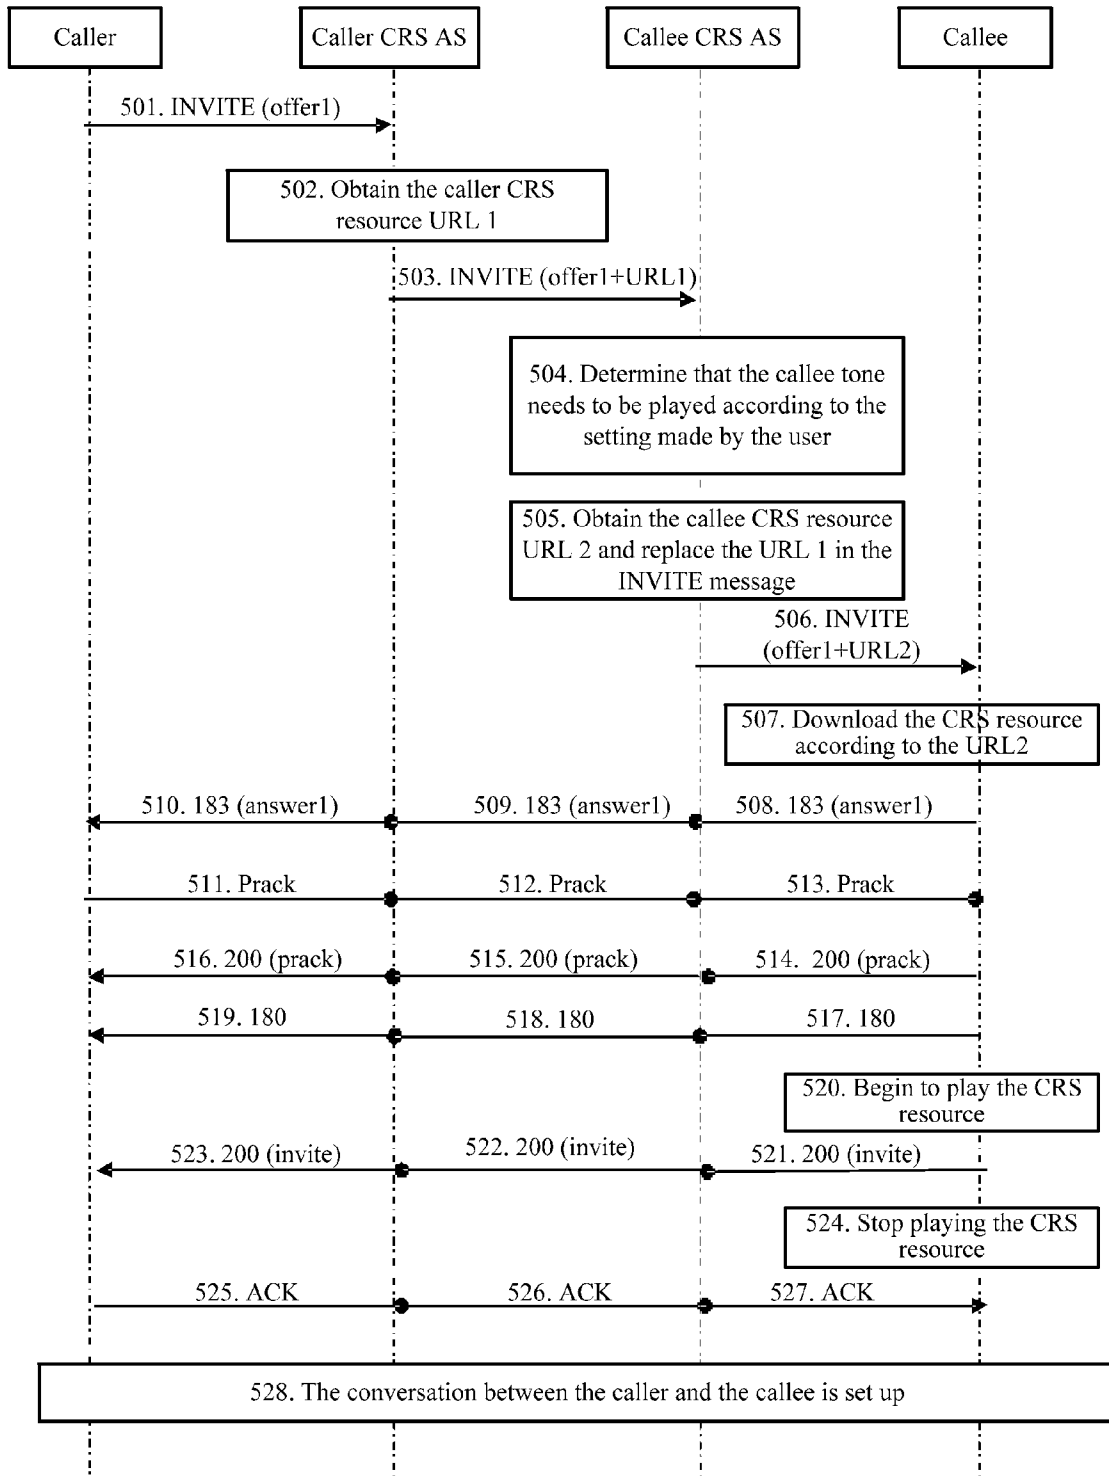 Caller
Caller CRS AS
Callee CRS AS
Callee
501. INVITE (offer1)
502. Obtain the caller CRS
resource URL 1
503. INVITE (offer1+URL1)
504. Determine that the callee tone
needs to be played according to the
setting made by the user
505. Obtain the callee CRS resource
URL 2 and replace the URL 1 in the
INVITE message
506. INVITE
(offer1+URL2)
507. Download the CRS resource
according to the URL2
510. 183 (answer1)
509. 183 (answer1)
508. 183 (answer1)
511. Prack
512. Prack
513. Prack
516. 200 (prack)
515. 200 (prack)
514. 200 (prack)
519. 180
518. 180
517. 180
520. Begin to play the CRS
resource
523. 200 (invite)
522. 200 (invite)
521. 200 (invite)
524. Stop playing the CRS
resource
525. ACK
526. ACK
527. ACK
528. The conversation between the caller and the callee is set up